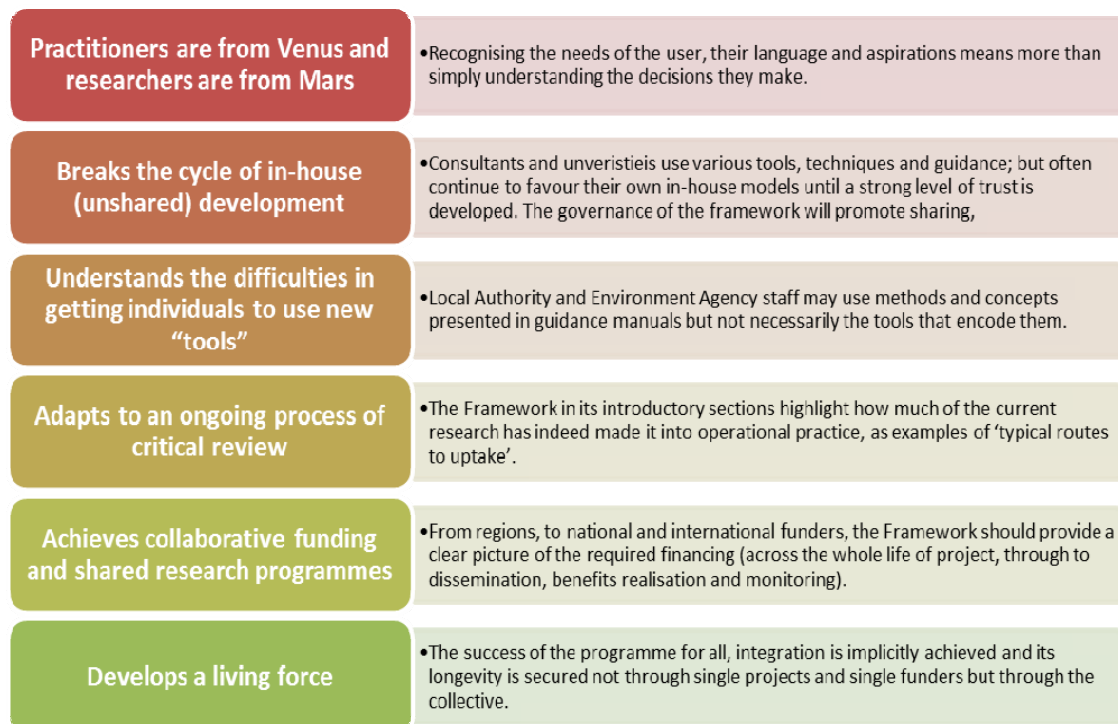 Practitioners are from Venus and
researchers are from Mars
•Recognising the needs of the user, their language and aspirations means more than
simply understanding the decisions they make.
Breaks the cycle of in-house
(unshared) development
•Consultants and unveristieis use various tools, techniques and guidance; but often
continue to favour their own in-house models until a strong level of trust is
developed. The governance of the framework will promote sharing,
Understands the difficulties in
getting individuals to use new
“tools”
•Local Authority and Environment Agency staff may use methods and concepts
presented in guidance manuals but not necessarily the tools that encode them.
Adapts to an ongoing process of
critical review
•The Framework in its introductory sections highlight how much of the current
research has indeed made it into operational practice, as examples of ‘typical routes
to uptake’.
Achieves collaborative funding
and shared research programmes
•From regions, to national and international funders, the Framework should provide a
clear picture of the required financing (across the whole life of project, through to
dissemination, benefits realisation and monitoring).
Develops a living force
•The success of the programme for all, integration is implicitly achieved and its
longevity is secured not through single projects and single funders but through the
collective.